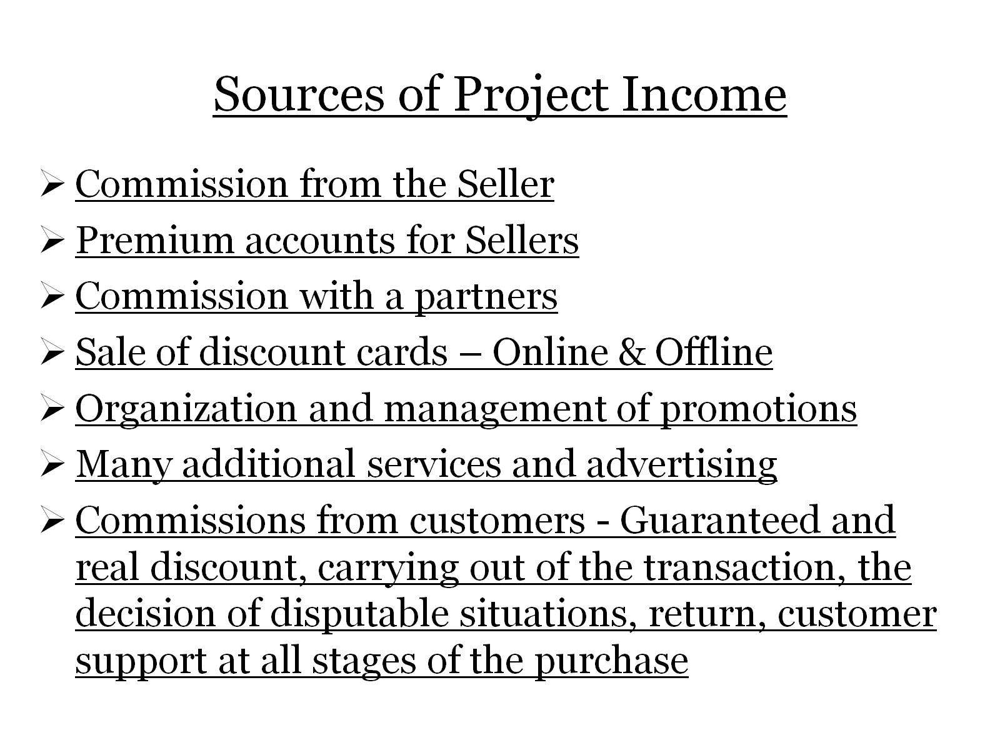 Sources of Project Income
➢ Commission from the Seller
➢ Premium accounts for Sellers
➢ Commission with a partners
➢ Sale of discount cards – Online & Offline
➢ Organization and management of promotions
➢ Many additional services and advertising
➢ Commissions from customers - Guaranteed and
real discount, carrying out of the transaction, the
decision of disputable situations, return, customer
support at all stages of the purchase